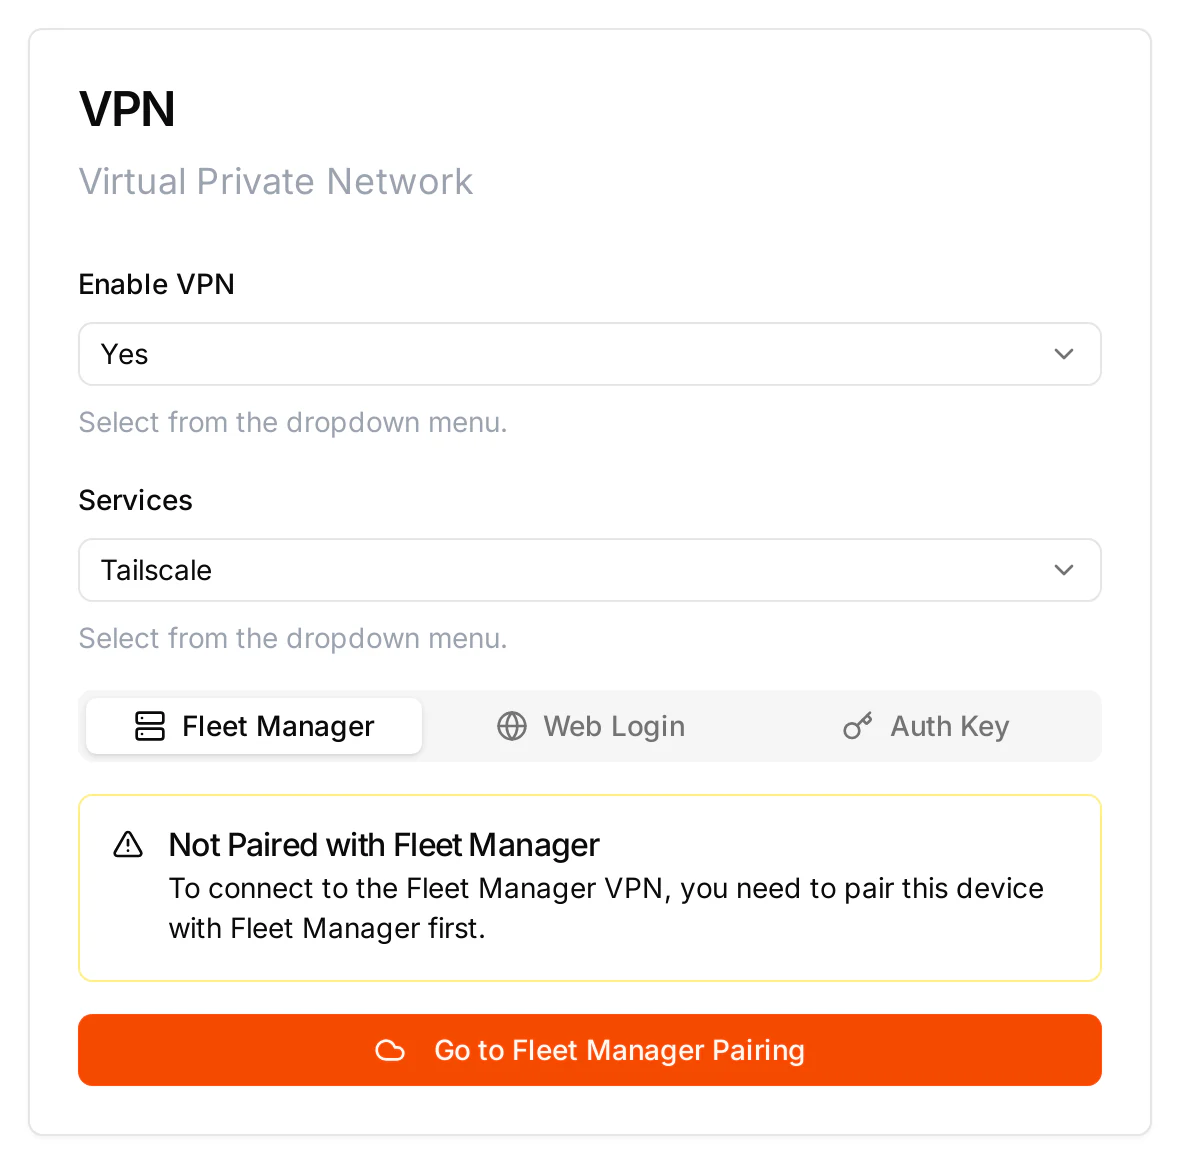 VPN
Virtual Private Network
Enable VPN
Yes
Select from the dropdown menu.
Services
Tailscale
Select from the dropdown menu.
Fleet Manager Web Login Auth Key
Not Paired with Fleet Manager
To connect to the Fleet Manager VPN, you need to pair this device
with Fleet Manager first.
Go to Fleet Manager Pairing